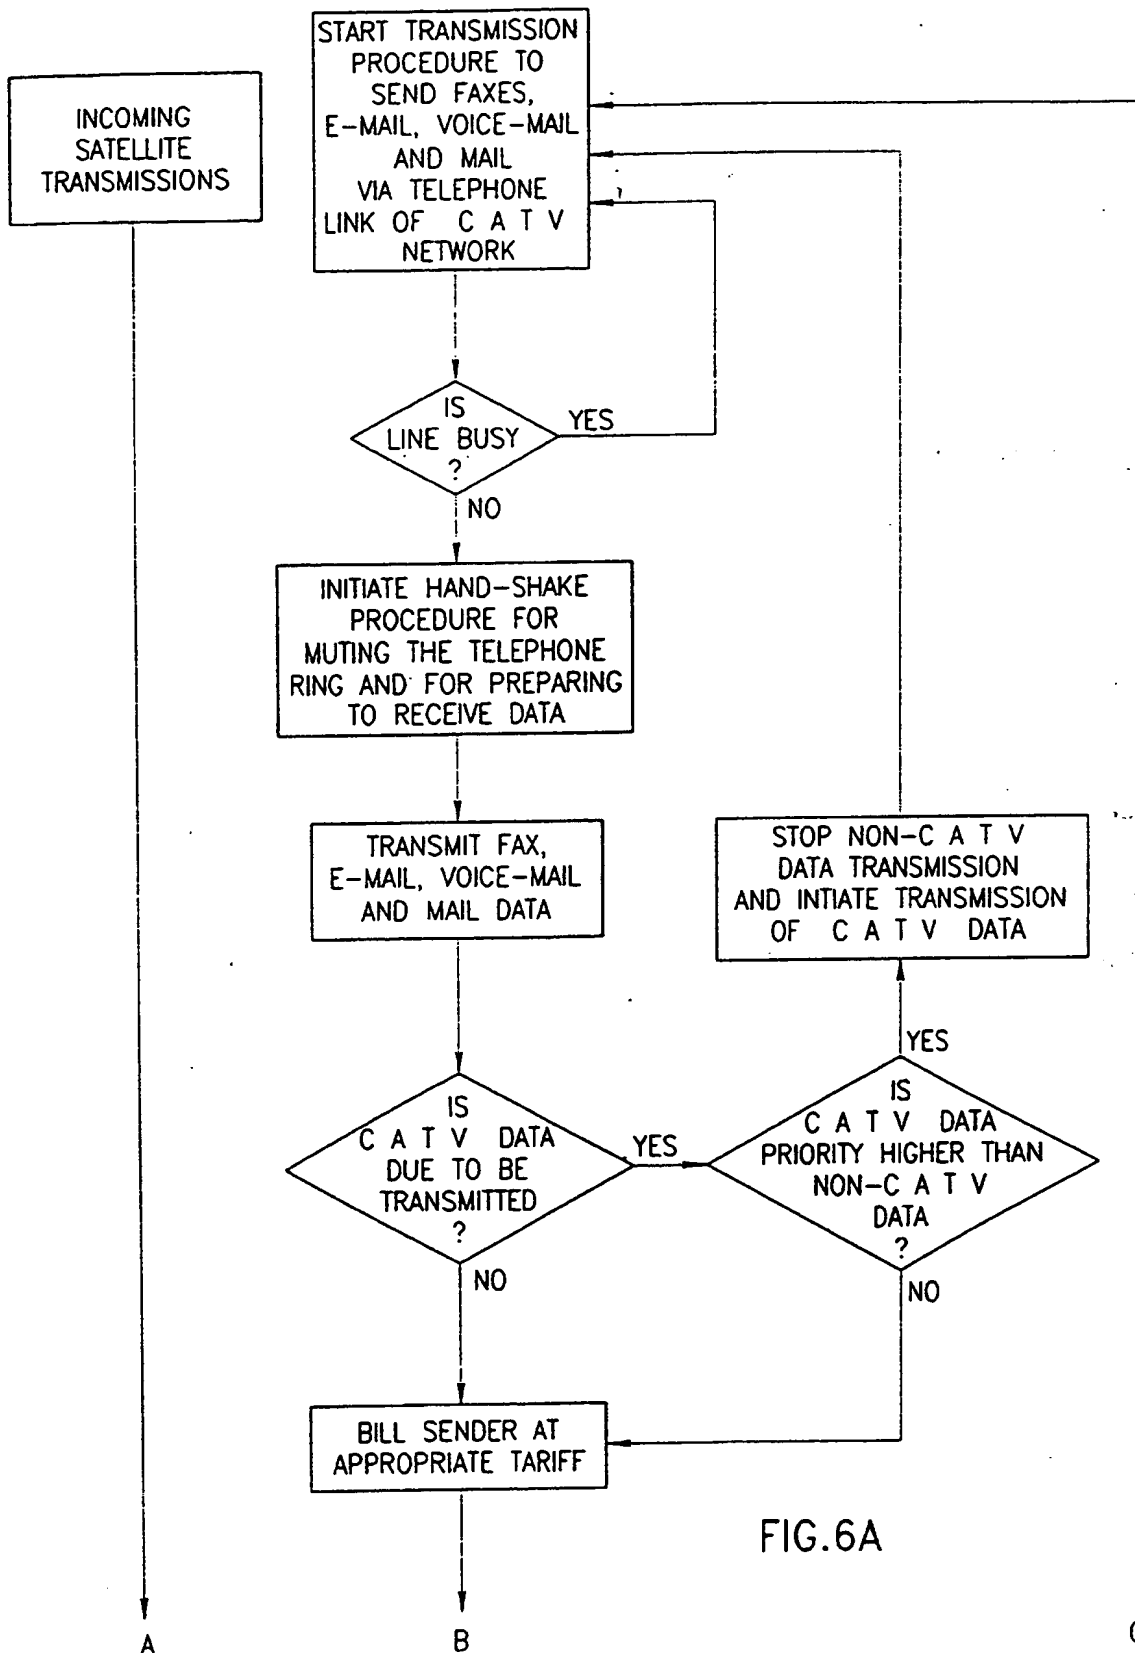 START TRANSMISSION
PROCEDURE TO
SEND FAXES,
E-MAIL, VOICE-MAIL
AND MAIL
VIA TELEPHONE
LINK OF C A T V
NETWORK
INCOMING
SATELLITE
TRANSMISSIONS
IS
LINE BUSY
?
YES
NO
INITIATE HAND-SHAKE
PROCEDURE FOR
MUTING THE TELEPHONE
RING AND FOR PREPARING
TO RECEIVE DATA
TRANSMIT FAX,
E-MAIL, VOICE-MAIL
AND MAIL DATA
STOP NON-C A T V
DATA TRANSMISSION
AND INTIATE TRANSMISSION
OF C A T V DATA
YES
IS
C A T V DATA
DUE TO BE
TRANSMITTED
?
YES
IS
C A T V DATA
PRIORITY HIGHER THAN
NON-C A T V
DATA
?
NO
NO
BILL SENDER AT
APPROPRIATE TARIFF
FIG.6A
A
B